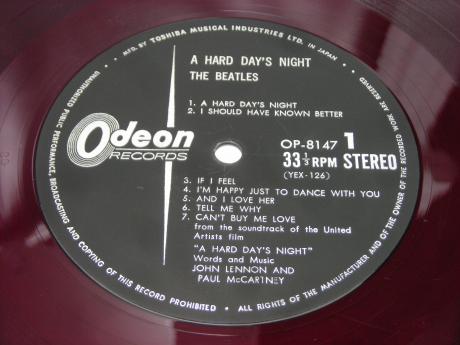 MFD. BY TOSHIBA MUSICAL INDUSTRIES LTD. IN JAPAN •
ALL RIGHTS OF THE MANUFACTURER AND OF THE OWNER OF THE RECORDED WORK ARE RESERVED
UNAUTHORIZED PUBLIC PERFORMANCE, BROADCASTING AND COPYING OF THIS RECORD PROHIBITED •
A HARD DAY'S NIGHT
THE BEATLES
1. A HARD DAY'S NIGHT
2. I SHOULD HAVE KNOWN BETTER
Odeon
RECORDS
OP-8147 1
33 1/3 RPM STEREO
(YEX-126)
3. IF I FEEL
4. I'M HAPPY JUST TO DANCE WITH YOU
5. AND I LOVE HER
6. TELL ME WHY
7. CAN'T BUY ME LOVE
from the soundtrack of the United
Artists film
"A HARD DAY'S NIGHT"
Words and Music
JOHN LENNON AND
PAUL McCARTNEY